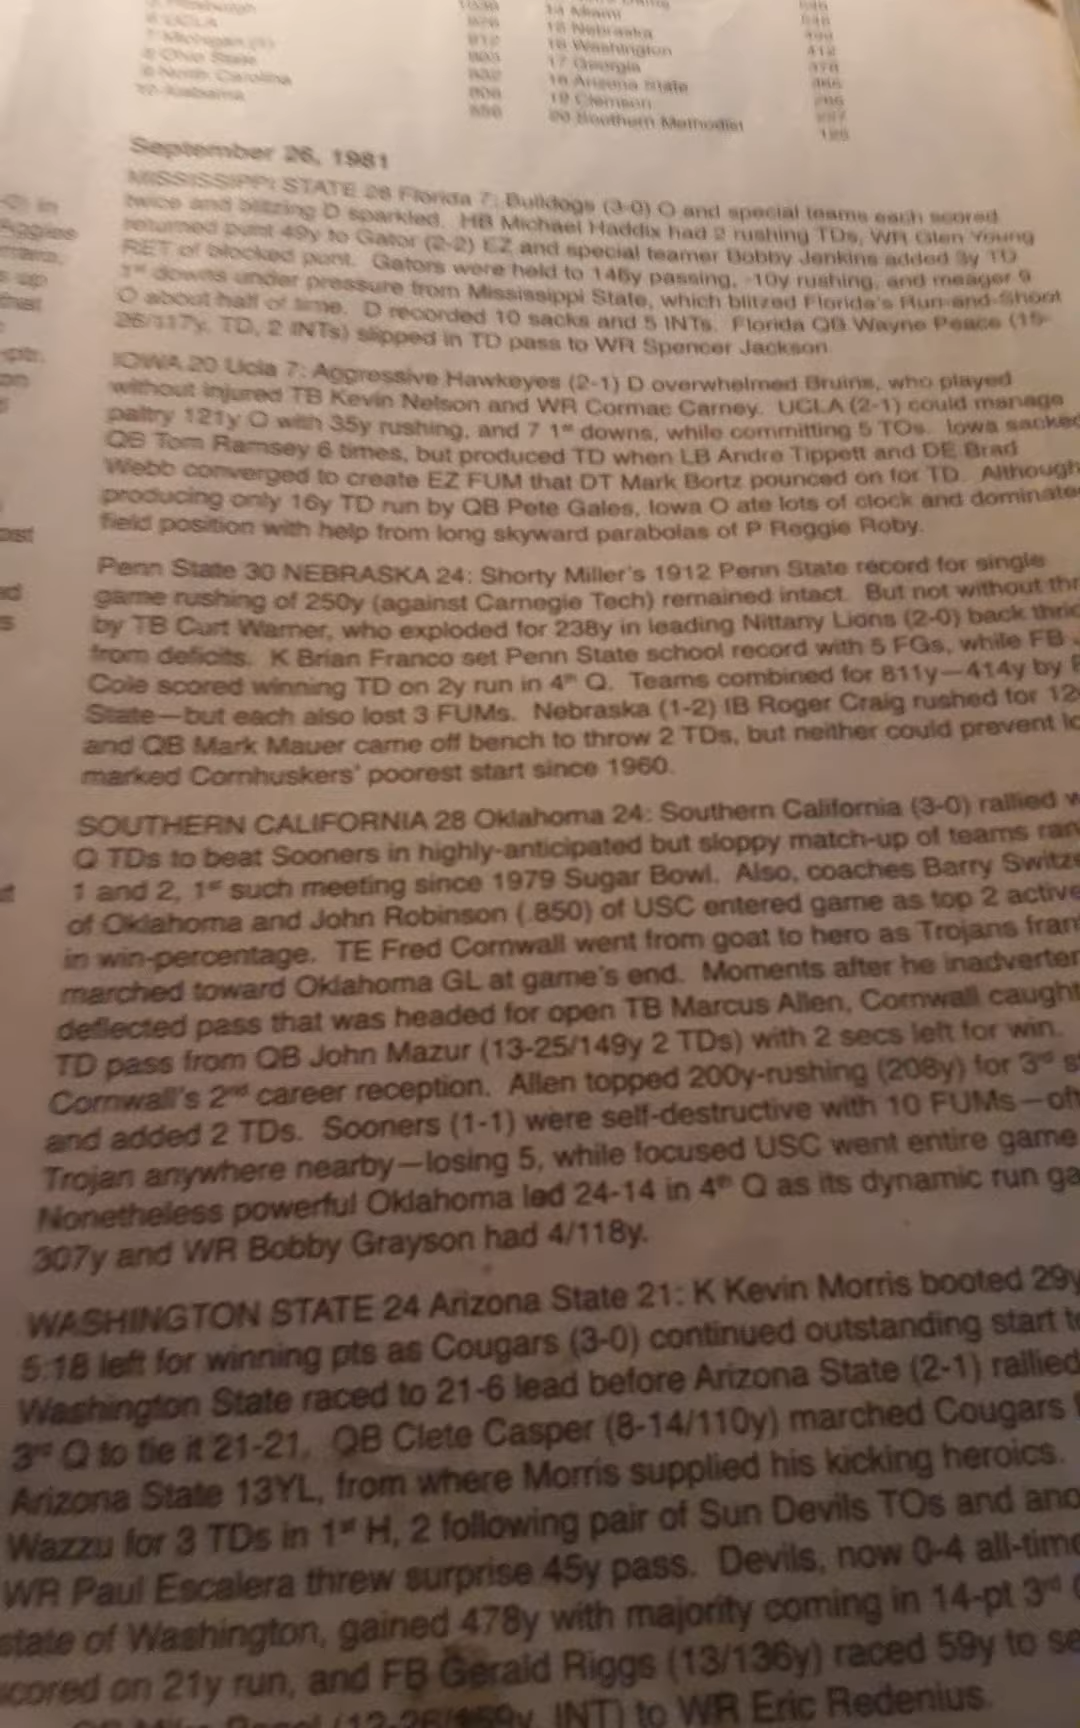 14 Miami
UCLA 15 Nebraska
Michigan 16 Washington 412
Ohio State 17 Georgia
North Carolina 18 Arizona State
Alabama 19 Clemson
20 Southern Methodist
September 26, 1981
MISSISSIPPI STATE 28 Florida 7: Bulldogs (3-0) O and special teams each scored
twice and blitzing D sparkled. HB Michael Haddix had 2 rushing TDs, WR Glen Young
returned punt 49y to Gator (2-2) EZ and special teamer Bobby Jenkins added 3y TD
RET of blocked punt. Gators were held to 146y passing, -10y rushing, and meager 9
1st downs under pressure from Mississippi State, which blitzed Florida's Run-and-Shoot
O about half of time. D recorded 10 sacks and 5 INTs. Florida QB Wayne Peace (15-
26/117y, TD, 2 INTs) slipped in TD pass to WR Spencer Jackson.
IOWA 20 Ucla 7: Aggressive Hawkeyes (2-1) D overwhelmed Bruins, who played
without injured TB Kevin Nelson and WR Cormac Carney. UCLA (2-1) could manage
paltry 121y O with 35y rushing, and 7 1st downs, while committing 5 TOs. Iowa sacked
QB Tom Ramsey 6 times, but produced TD when LB Andre Tippett and DE Brad
Webb converged to create EZ FUM that DT Mark Bortz pounced on for TD. Although
producing only 16y TD run by QB Pete Gales, Iowa O ate lots of clock and dominated
field position with help from long skyward parabolas of P Reggie Roby.
Penn State 30 NEBRASKA 24: Shorty Miller's 1912 Penn State record for single
game rushing of 250y (against Carnegie Tech) remained intact. But not without thr
by TB Curt Warner, who exploded for 238y in leading Nittany Lions (2-0) back thric
from deficits. K Brian Franco set Penn State school record with 5 FGs, while FB
Cole scored winning TD on 2y run in 4th Q. Teams combined for 811y—414y by P
State—but each also lost 3 FUMs. Nebraska (1-2) IB Roger Craig rushed for 12
and QB Mark Mauer came off bench to throw 2 TDs, but neither could prevent lo
marked Cornhuskers' poorest start since 1960.
SOUTHERN CALIFORNIA 28 Oklahoma 24: Southern California (3-0) rallied w
Q TDs to beat Sooners in highly-anticipated but sloppy match-up of teams ran
1 and 2, 1st such meeting since 1979 Sugar Bowl. Also, coaches Barry Switze
of Oklahoma and John Robinson (.850) of USC entered game as top 2 active
in win-percentage. TE Fred Cornwall went from goat to hero as Trojans fran
marched toward Oklahoma GL at game's end. Moments after he inadverter
deflected pass that was headed for open TB Marcus Allen, Cornwall caught
TD pass from QB John Mazur (13-25/149y 2 TDs) with 2 secs left for win.
Cornwall's 2nd career reception. Allen topped 200y-rushing (208y) for 3rd s
and added 2 TDs. Sooners (1-1) were self-destructive with 10 FUMs—oft
Trojan anywhere nearby—losing 5, while focused USC went entire game
Nonetheless powerful Oklahoma led 24-14 in 4th Q as its dynamic run ga
307y and WR Bobby Grayson had 4/118y.
WASHINGTON STATE 24 Arizona State 21: K Kevin Morris booted 29y
5:18 left for winning pts as Cougars (3-0) continued outstanding start t
Washington State raced to 21-6 lead before Arizona State (2-1) rallied
3rd Q to tie it 21-21. QB Clete Casper (8-14/110y) marched Cougars
Arizona State 13YL, from where Morris supplied his kicking heroics.
Wazzu for 3 TDs in 1st H, 2 following pair of Sun Devils TOs and ano
WR Paul Escalera threw surprise 45y pass. Devils, now 0-4 all-time
state of Washington, gained 478y with majority coming in 14-pt 3rd
scored on 21y run, and FB Gerald Riggs (13/136y) raced 59y to se
INT) to WR Eric Redenius.